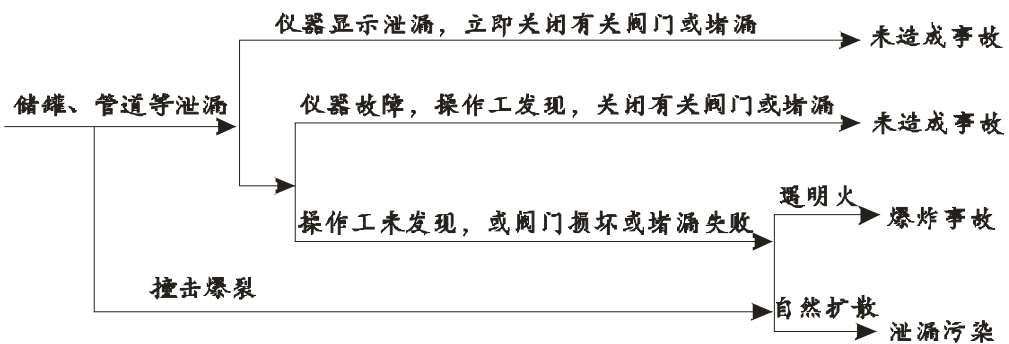 仪器显示泄漏，立即关闭有关阀门或堵漏
未造成事故
储罐、管道等泄漏
仪器故障，操作工发现，关闭有关阀门或堵漏
未造成事故
操作工未发现，或阀门损坏或堵漏失败
遇明火
爆炸事故
撞击爆裂
自然扩散
泄漏污染